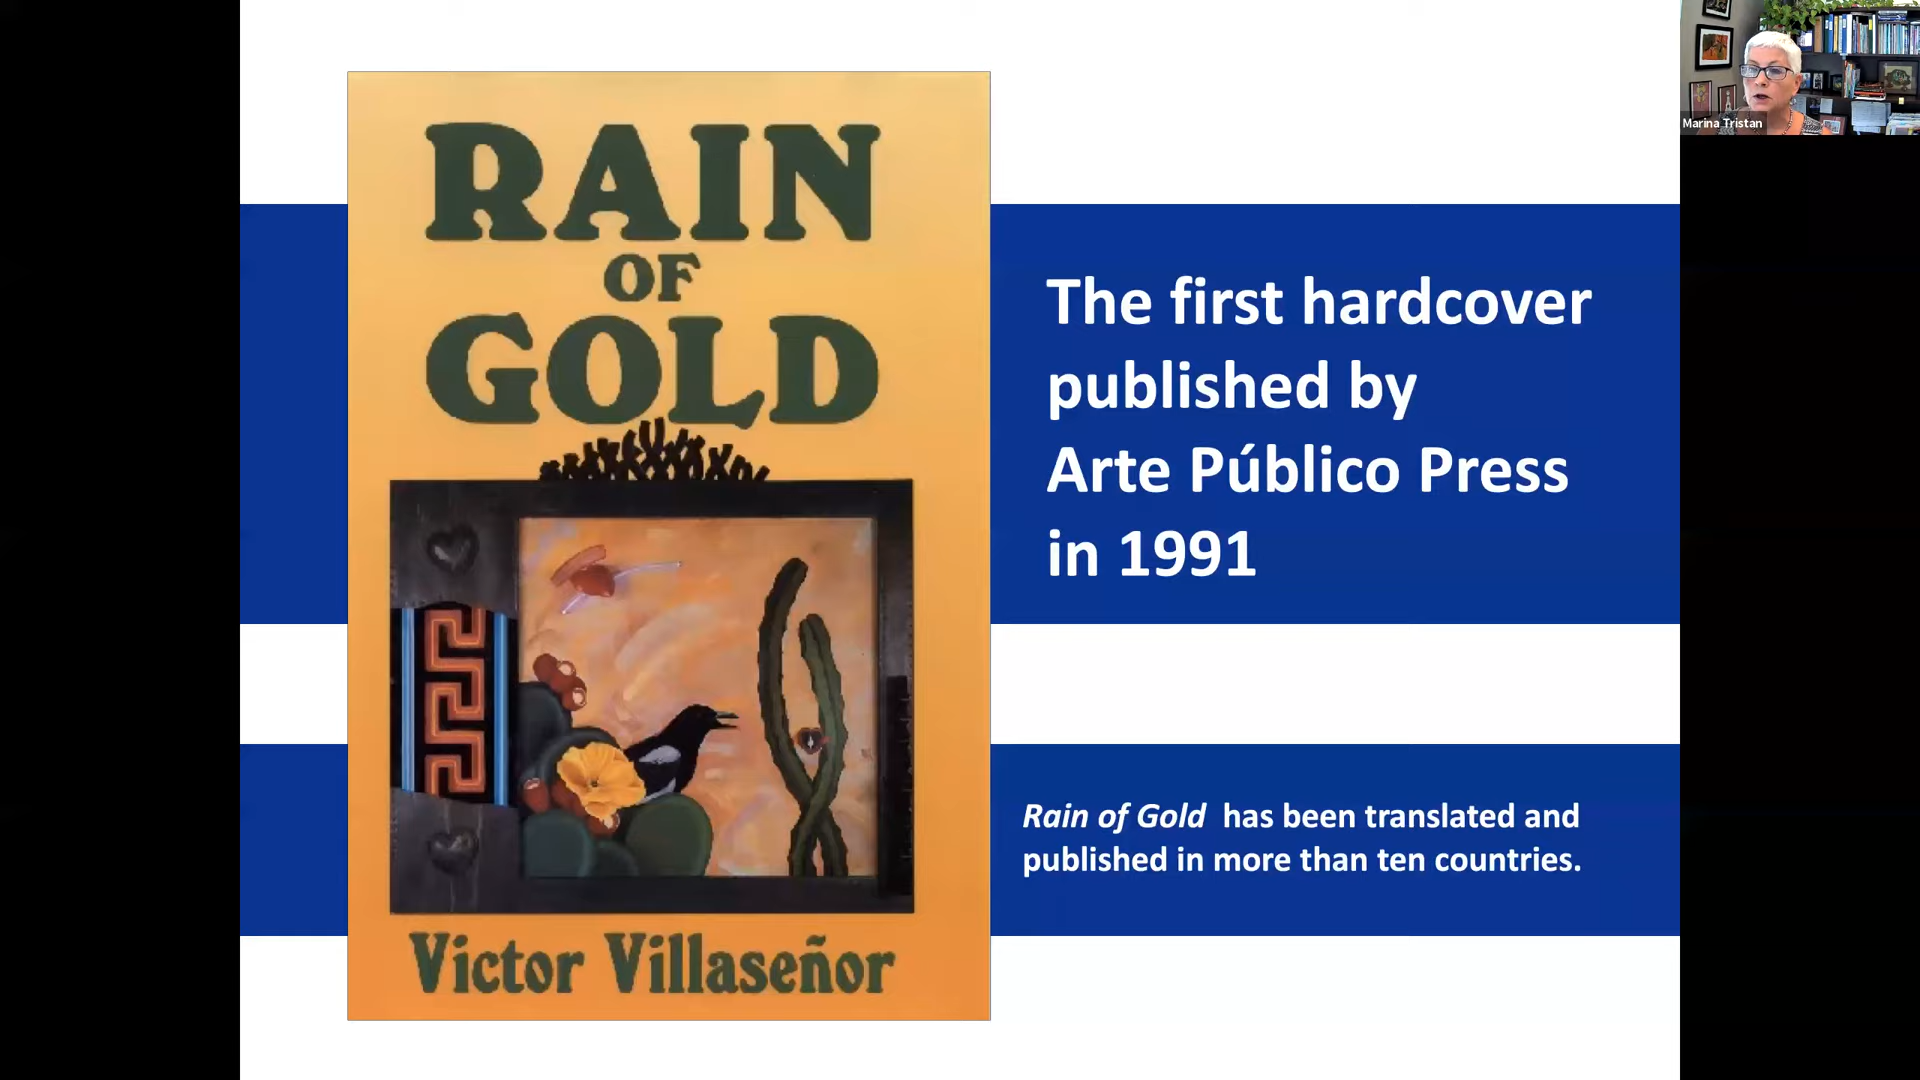 RAIN
OF
GOLD
Victor Villaseñor
The first hardcover
published by
Arte Público Press
in 1991
Rain of Gold has been translated and
published in more than ten countries.
Marina Tristan